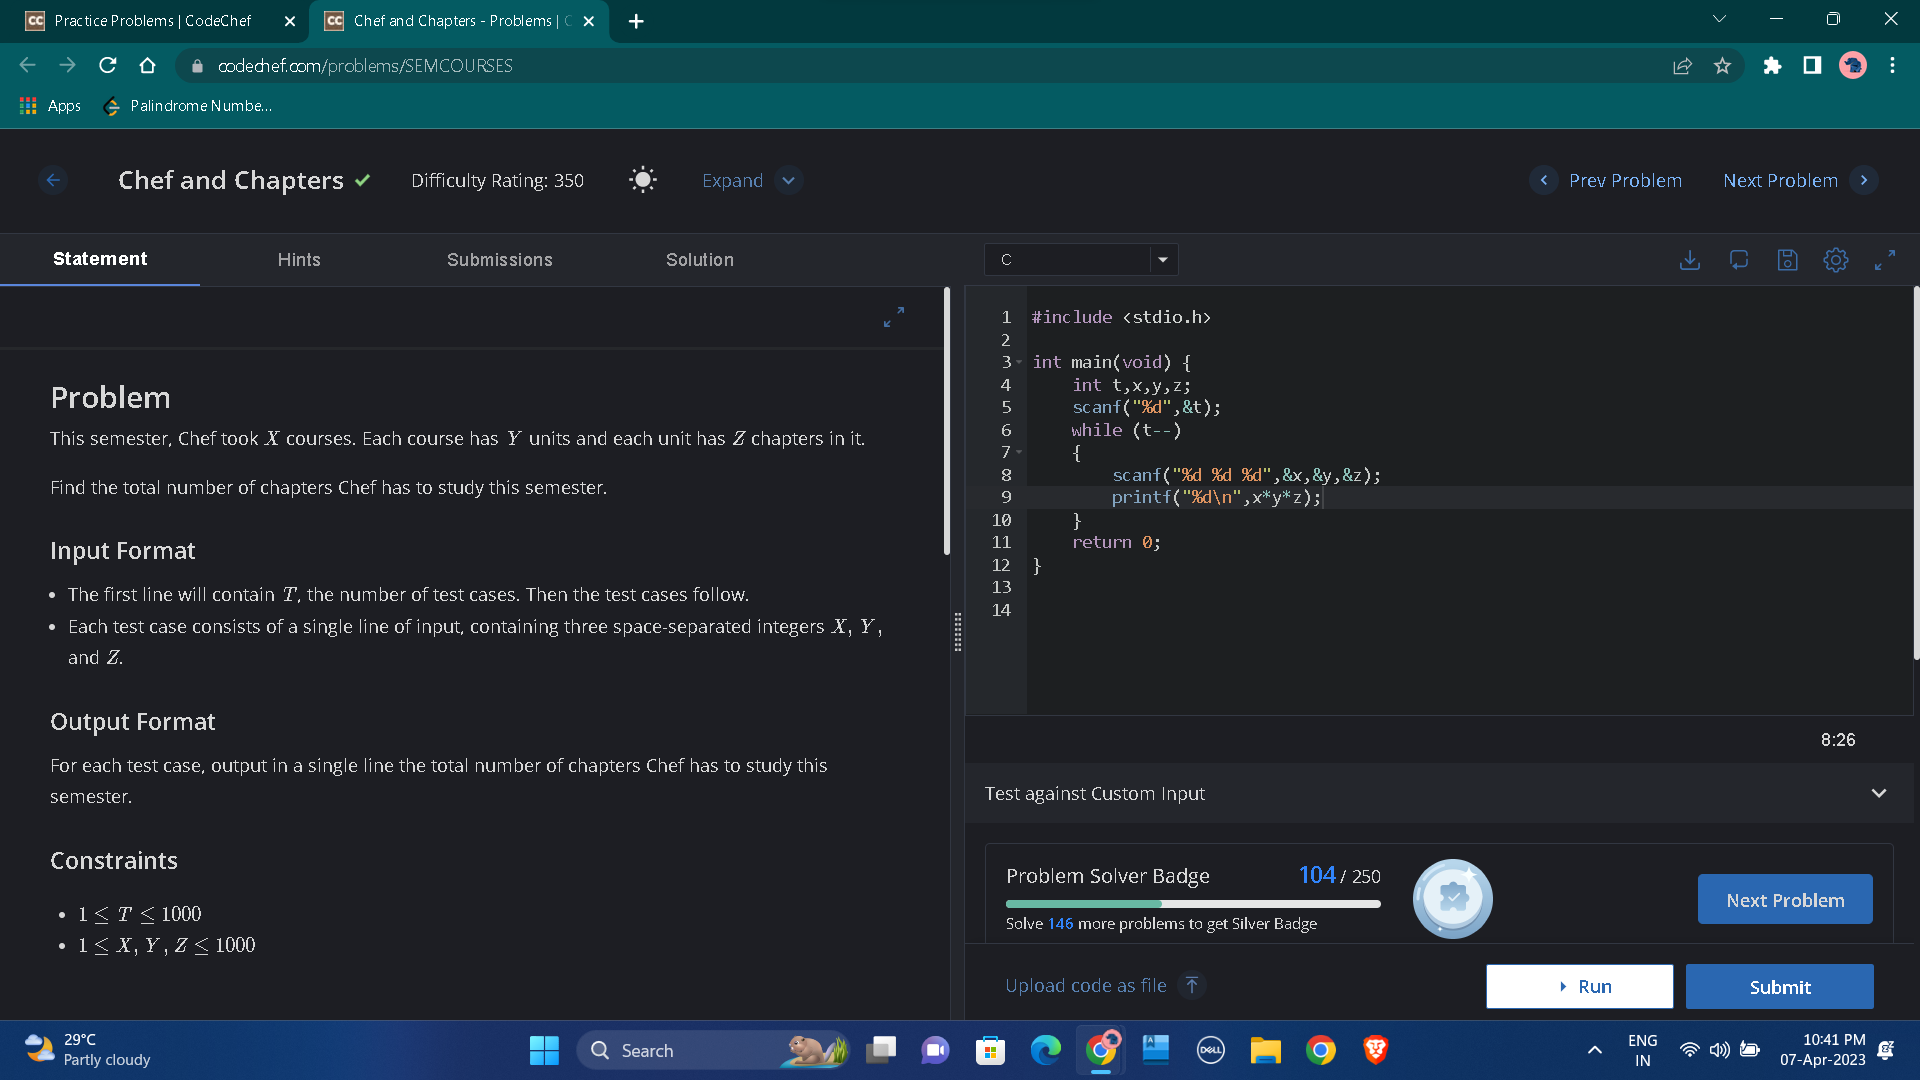 Practice Problems | CodeChef
Chef and Chapters - Problems | C
codechef.com/problems/SEMCOURSES
Apps
Palindrome Numbe...
Chef and Chapters
Difficulty Rating: 350
Expand
Prev Problem
Next Problem
Statement
Hints
Submissions
Solution
Problem
This semester, Chef took X courses. Each course has Y units and each unit has Z chapters in it.
Find the total number of chapters Chef has to study this semester.
Input Format
• The first line will contain T, the number of test cases. Then the test cases follow.
• Each test case consists of a single line of input, containing three space-separated integers X, Y,
and Z.
Output Format
For each test case, output in a single line the total number of chapters Chef has to study this
semester.
Constraints
• 1 ≤ T ≤ 1000
• 1 ≤ X, Y, Z ≤ 1000
C
1 #include <stdio.h>
2
3 int main(void) {
4     int t,x,y,z;
5     scanf("%d",&t);
6     while (t--)
7     {
8         scanf("%d %d %d",&x,&y,&z);
9         printf("%d\n",x*y*z);
10     }
11     return 0;
12 }
13
14
8:26
Test against Custom Input
Problem Solver Badge 104 / 250
Solve 146 more problems to get Silver Badge
Next Problem
Upload code as file
Run
Submit
29°C
Partly cloudy
Search
DELL
ENG
IN
10:41 PM
07-Apr-2023